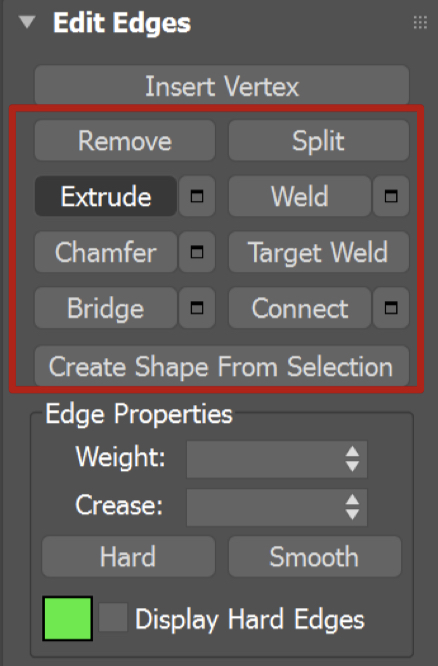 Edit Edges
Insert Vertex
Remove Split
Extrude Weld
Chamfer Target Weld
Bridge Connect
Create Shape From Selection
Edge Properties
Weight:
Crease:
Hard Smooth
Display Hard Edges